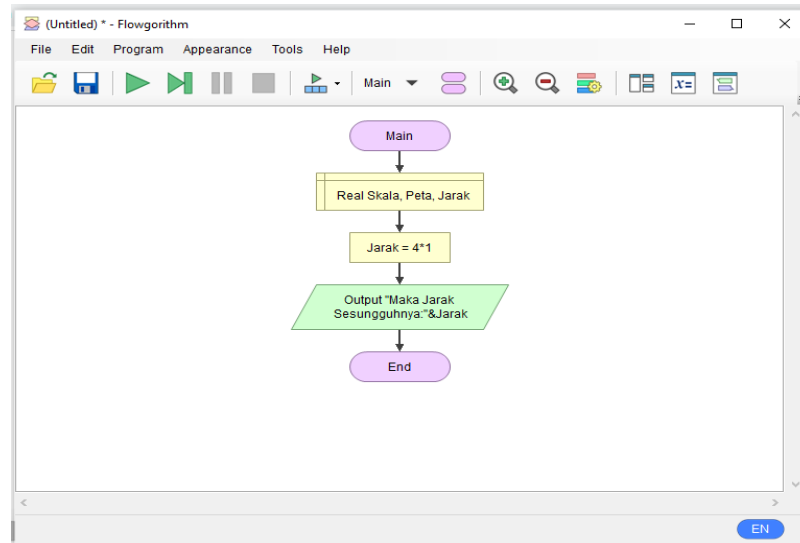 (Untitled) * - Flowgorithm
File Edit Program Appearance Tools Help
Main
x=
Main
Real Skala, Peta, Jarak
Jarak = 4*1
Output "Maka Jarak
Sesungguhnya:"&Jarak
End
EN